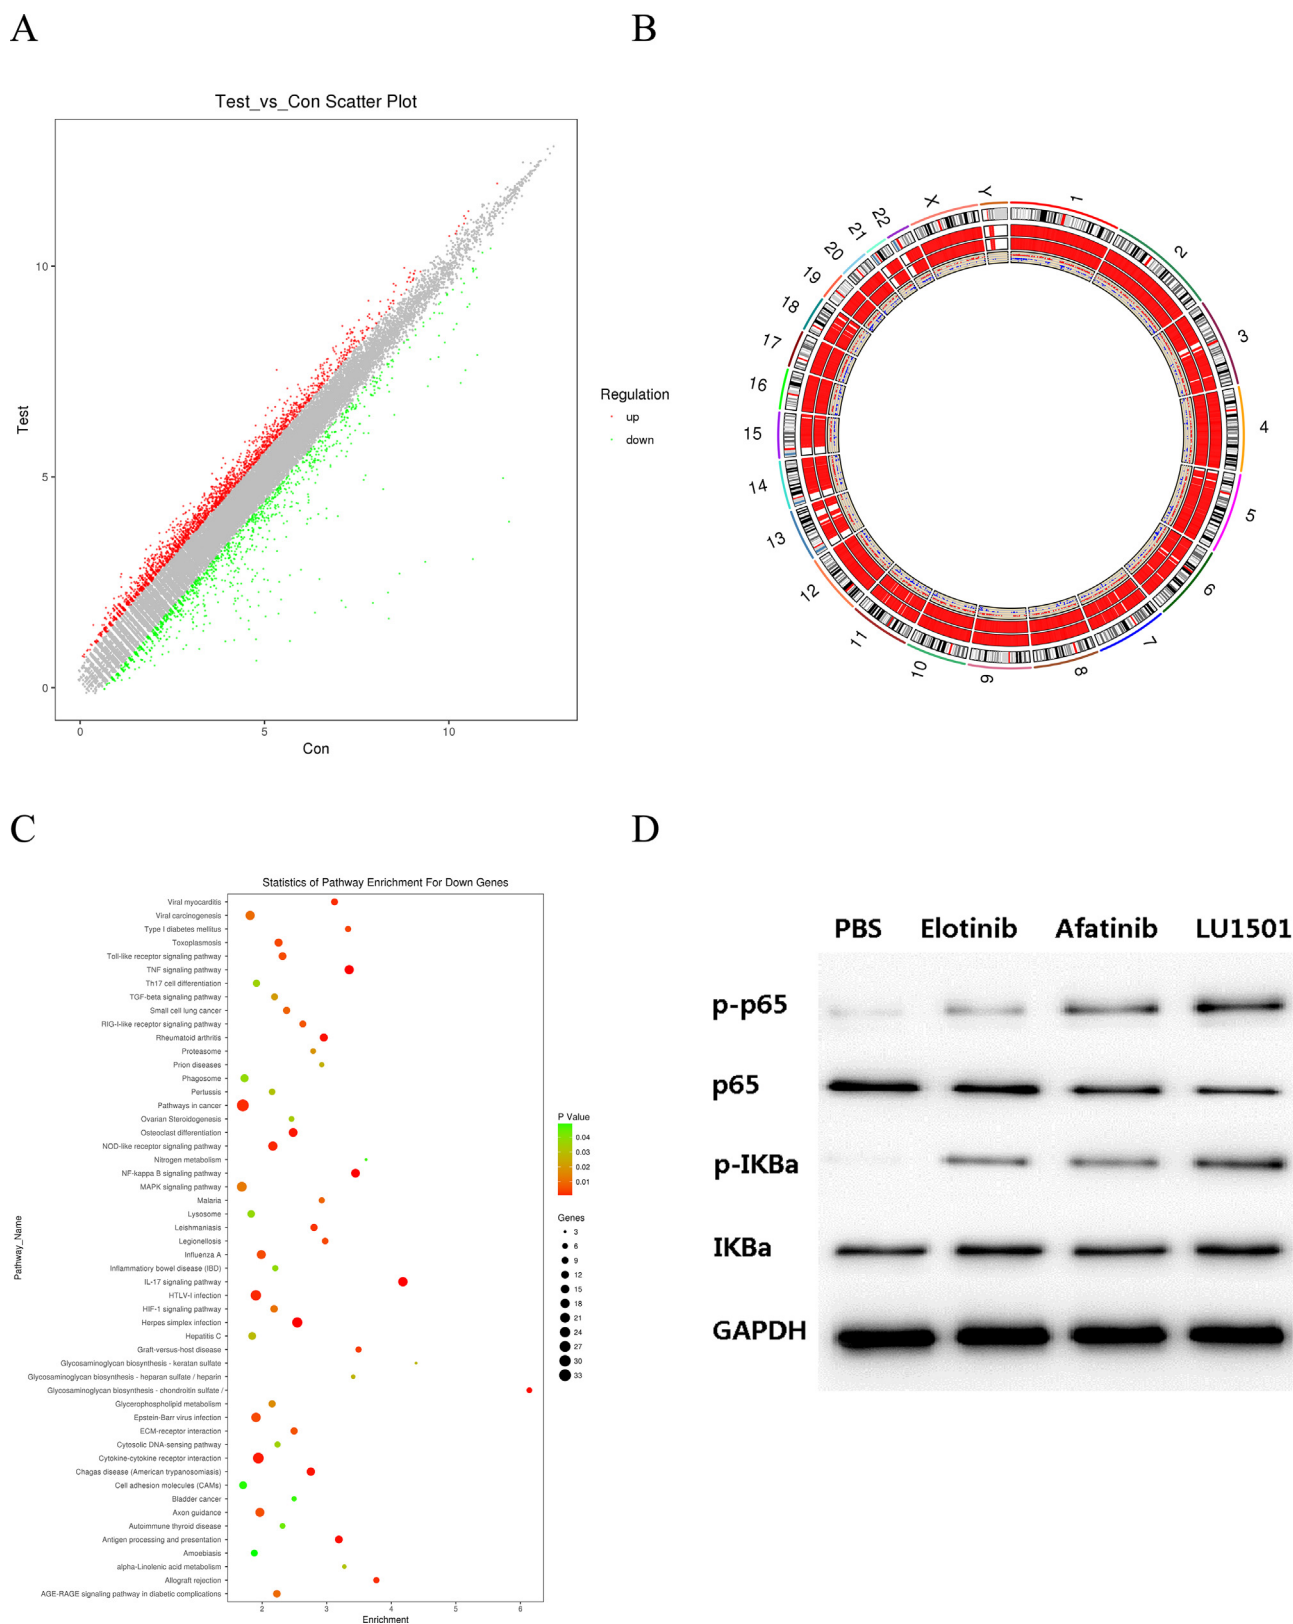 A
B
Test_vs_Con Scatter Plot
Test
10
5
0
0
5
10
Con
Regulation
up
down
1
2
3
4
5
6
7
8
9
10
11
12
13
14
15
16
17
18
19
20
21
22
X
Y
C
D
Statistics of Pathway Enrichment For Down Genes
Pathway_Name
Viral myocarditis
Viral carcinogenesis
Type I diabetes mellitus
Toxoplasmosis
Toll-like receptor signaling pathway
TNF signaling pathway
Th17 cell differentiation
TGF-beta signaling pathway
Small cell lung cancer
RIG-I-like receptor signaling pathway
Rheumatoid arthritis
Proteasome
Prion diseases
Phagosome
Pertussis
Pathways in cancer
Ovarian Steroidogenesis
Osteoclast differentiation
NOD-like receptor signaling pathway
Nitrogen metabolism
NF-kappa B signaling pathway
MAPK signaling pathway
Malaria
Lysosome
Leishmaniasis
Legionellosis
Influenza A
Inflammatory bowel disease (IBD)
IL-17 signaling pathway
HTLV-I infection
HIF-1 signaling pathway
Herpes simplex infection
Hepatitis C
Graft-versus-host disease
Glycosaminoglycan biosynthesis - keratan sulfate
Glycosaminoglycan biosynthesis - heparan sulfate / heparin
Glycosaminoglycan biosynthesis - chondroitin sulfate /
Glycerophospholipid metabolism
Epstein-Barr virus infection
ECM-receptor interaction
Cytosolic DNA-sensing pathway
Cytokine-cytokine receptor interaction
Chagas disease (American trypanosomiasis)
Cell adhesion molecules (CAMs)
Bladder cancer
Axon guidance
Autoimmune thyroid disease
Antigen processing and presentation
Amoebiasis
alpha-Linolenic acid metabolism
Allograft rejection
AGE-RAGE signaling pathway in diabetic complications
2
3
4
5
6
Enrichment
P Value
0.04
0.03
0.02
0.01
Genes
3
6
9
12
15
18
21
24
27
30
33
PBS Elotinib Afatinib LU1501
p-p65
p65
p-IKBa
IKBa
GAPDH